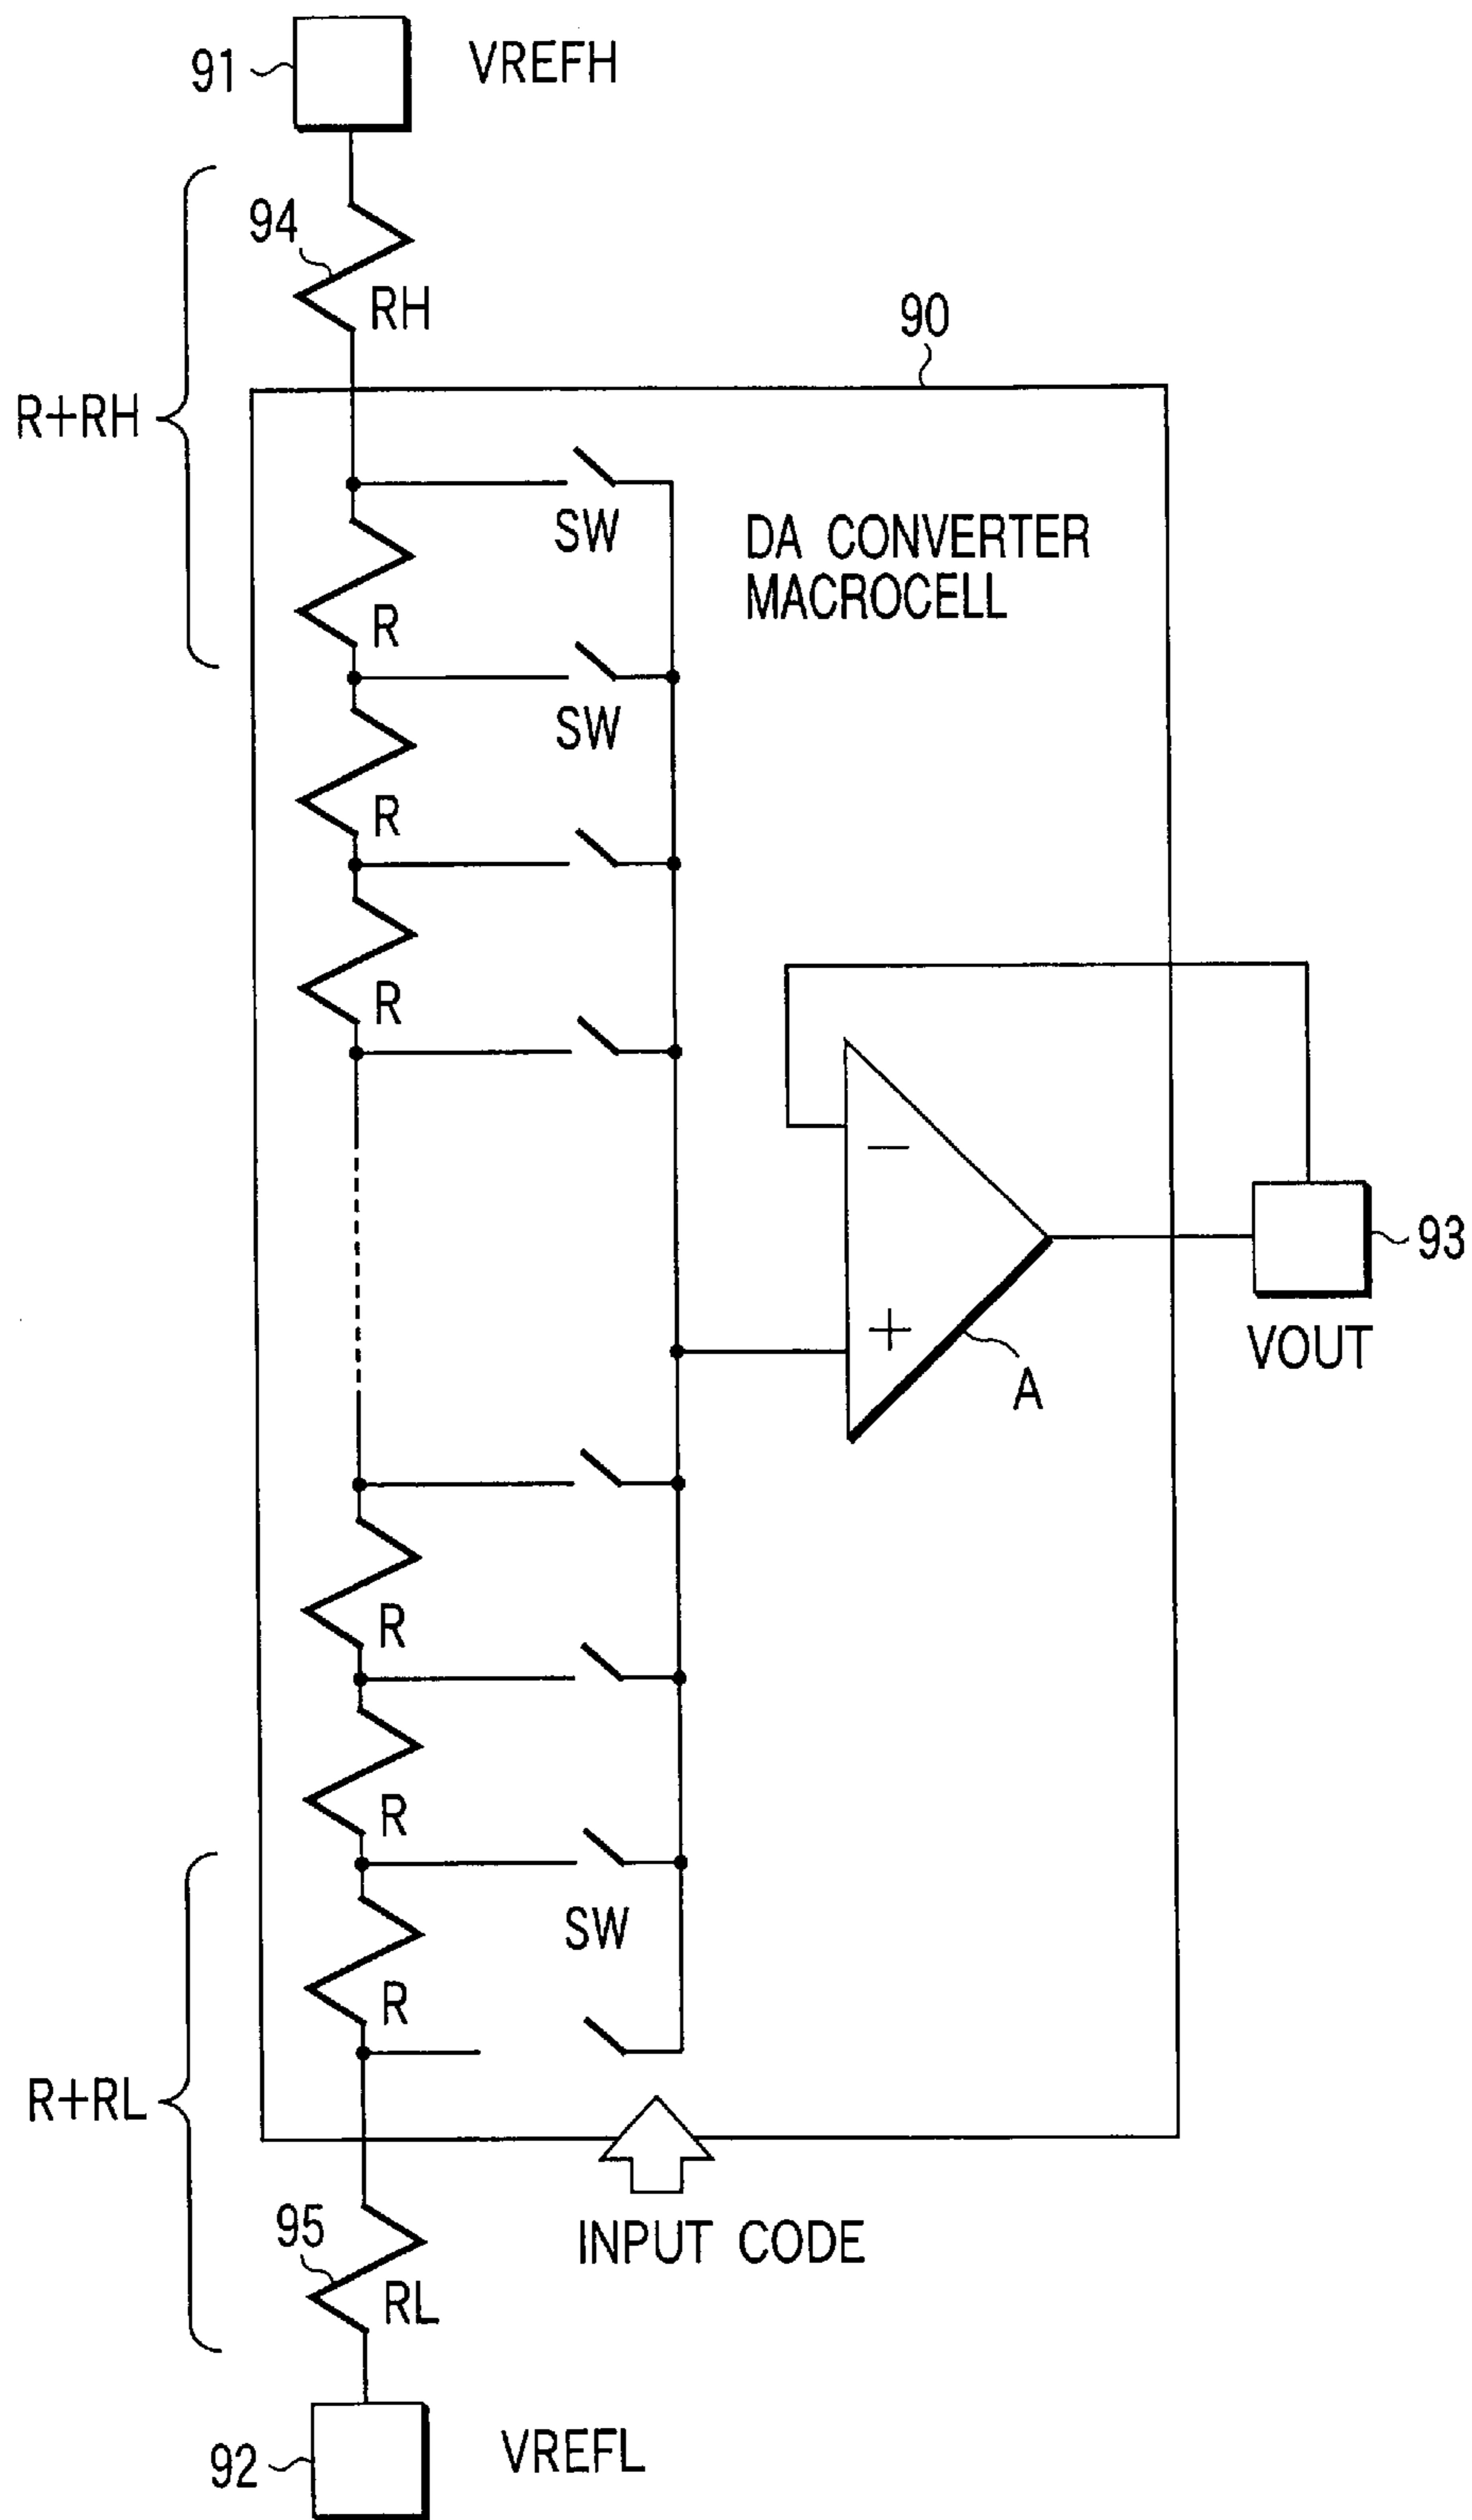 91
VREFH
94
RH
90
R+RH
SW
DA CONVERTER
MACROCELL
R
SW
R
R
−
93
+
VOUT
A
R
R
SW
R
R+RL
INPUT CODE
95
RL
92
VREFL